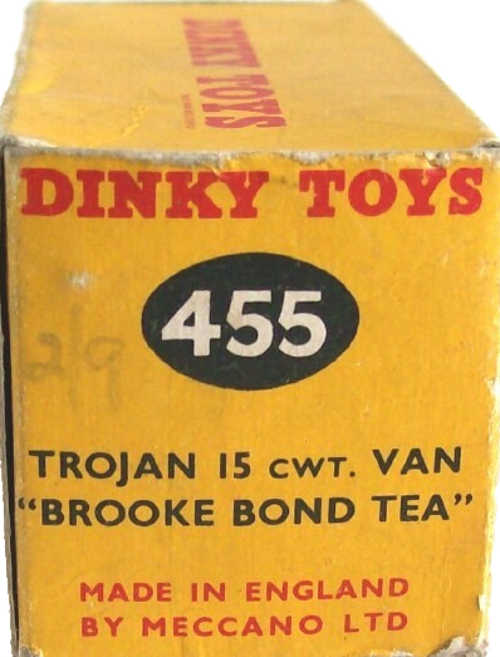 DINKY TOYS
DINKY TOYS
455
2/9
TROJAN 15 CWT. VAN
“BROOKE BOND TEA”
MADE IN ENGLAND
BY MECCANO LTD